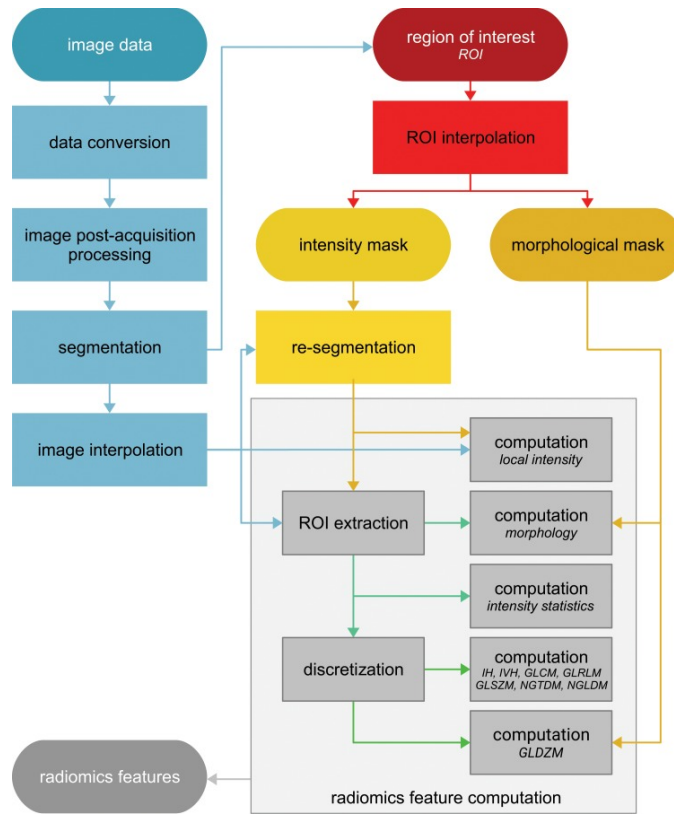 image data
region of interest
ROI
data conversion
ROI interpolation
image post-acquisition
processing
intensity mask
morphological mask
segmentation
re-segmentation
image interpolation
computation
local intensity
ROI extraction
computation
morphology
computation
intensity statistics
discretization
computation
IH, IVH, GLCM, GLRLM
GLSZM, NGTDM, NGLDM
computation
GLDZM
radiomics features
radiomics feature computation